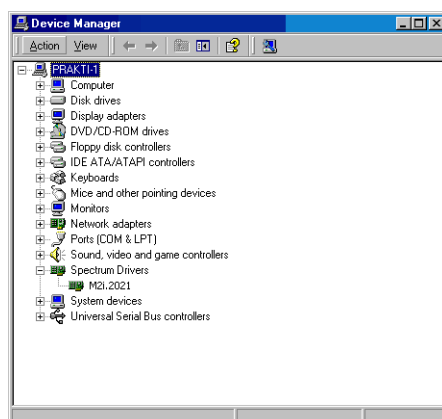 Device Manager
Action View
PRAKTI-1
Computer
Disk drives
Display adapters
DVD/CD-ROM drives
Floppy disk controllers
IDE ATA/ATAPI controllers
Keyboards
Mice and other pointing devices
Monitors
Network adapters
Ports (COM & LPT)
Sound, video and game controllers
Spectrum Drivers
M2i.2021
System devices
Universal Serial Bus controllers